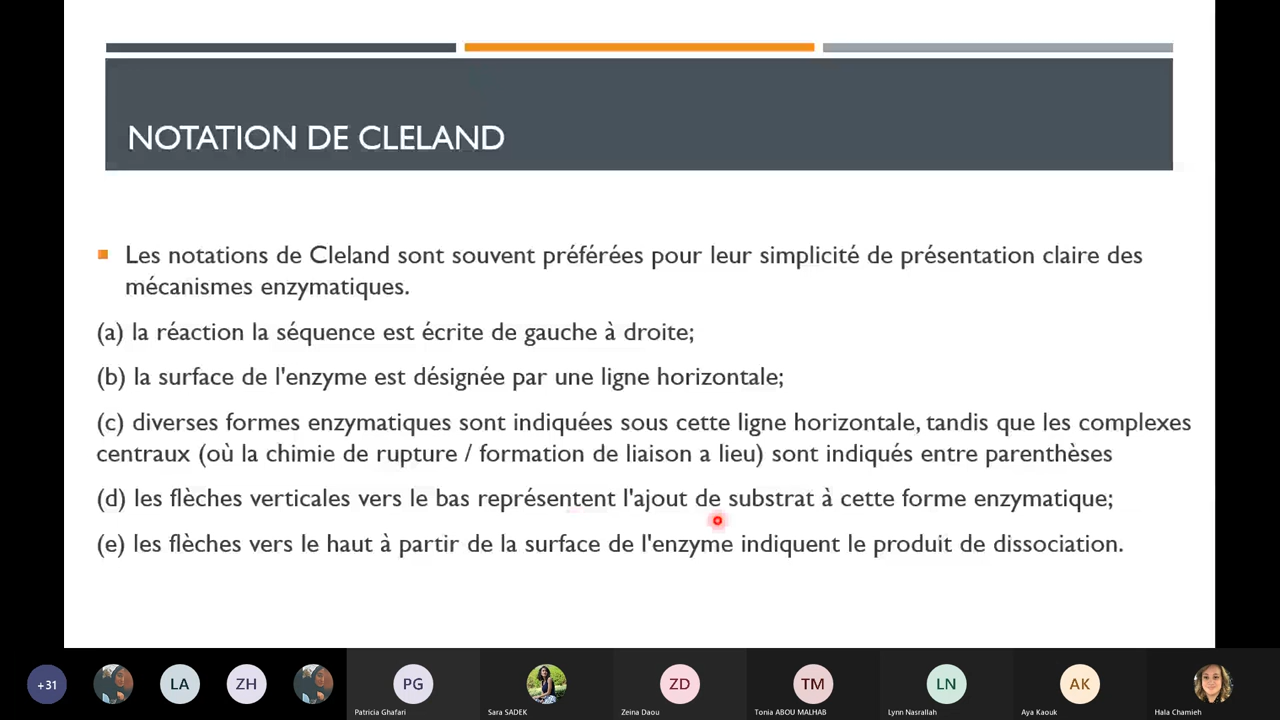 NOTATION DE CLELAND
Les notations de Cleland sont souvent préférées pour leur simplicité de présentation claire des
mécanismes enzymatiques.
(a) la réaction la séquence est écrite de gauche à droite;
(b) la surface de l'enzyme est désignée par une ligne horizontale;
(c) diverses formes enzymatiques sont indiquées sous cette ligne horizontale, tandis que les complexes
centraux (où la chimie de rupture / formation de liaison a lieu) sont indiqués entre parenthèses
(d) les flèches verticales vers le bas représentent l'ajout de substrat à cette forme enzymatique;
(e) les flèches vers le haut à partir de la surface de l'enzyme indiquent le produit de dissociation.
+31 LA ZH PG ZD TM LN AK
Patricia Ghafari Sara SADEK Zeina Daou Tonia ABOU MALHAB Lynn Nasrallah Aya Kaouk Hala Chamieh